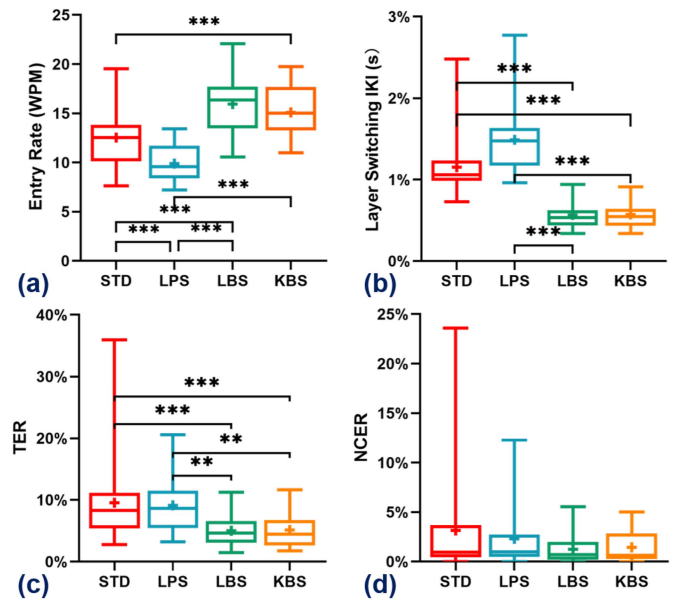 Entry Rate (WPM)
25
20
15
10
5
0
***
***
***
***
***
STD LPS LBS KBS
(a)
Layer Switching IKI (s)
3%
2%
1%
0%
***
***
***
***
STD LPS LBS KBS
(b)
TER
40%
30%
20%
10%
0%
***
***
**
**
STD LPS LBS KBS
(c)
NCER
25%
20%
15%
10%
5%
0%
STD LPS LBS KBS
(d)